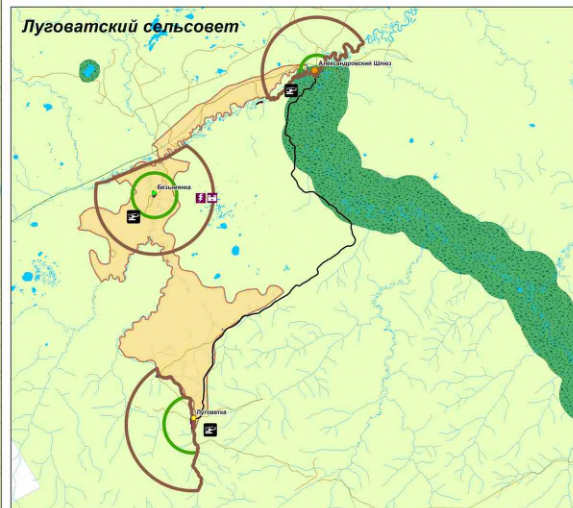 Луговатский сельсовет
Александровский Шлюз
Безымянка
Луговатка